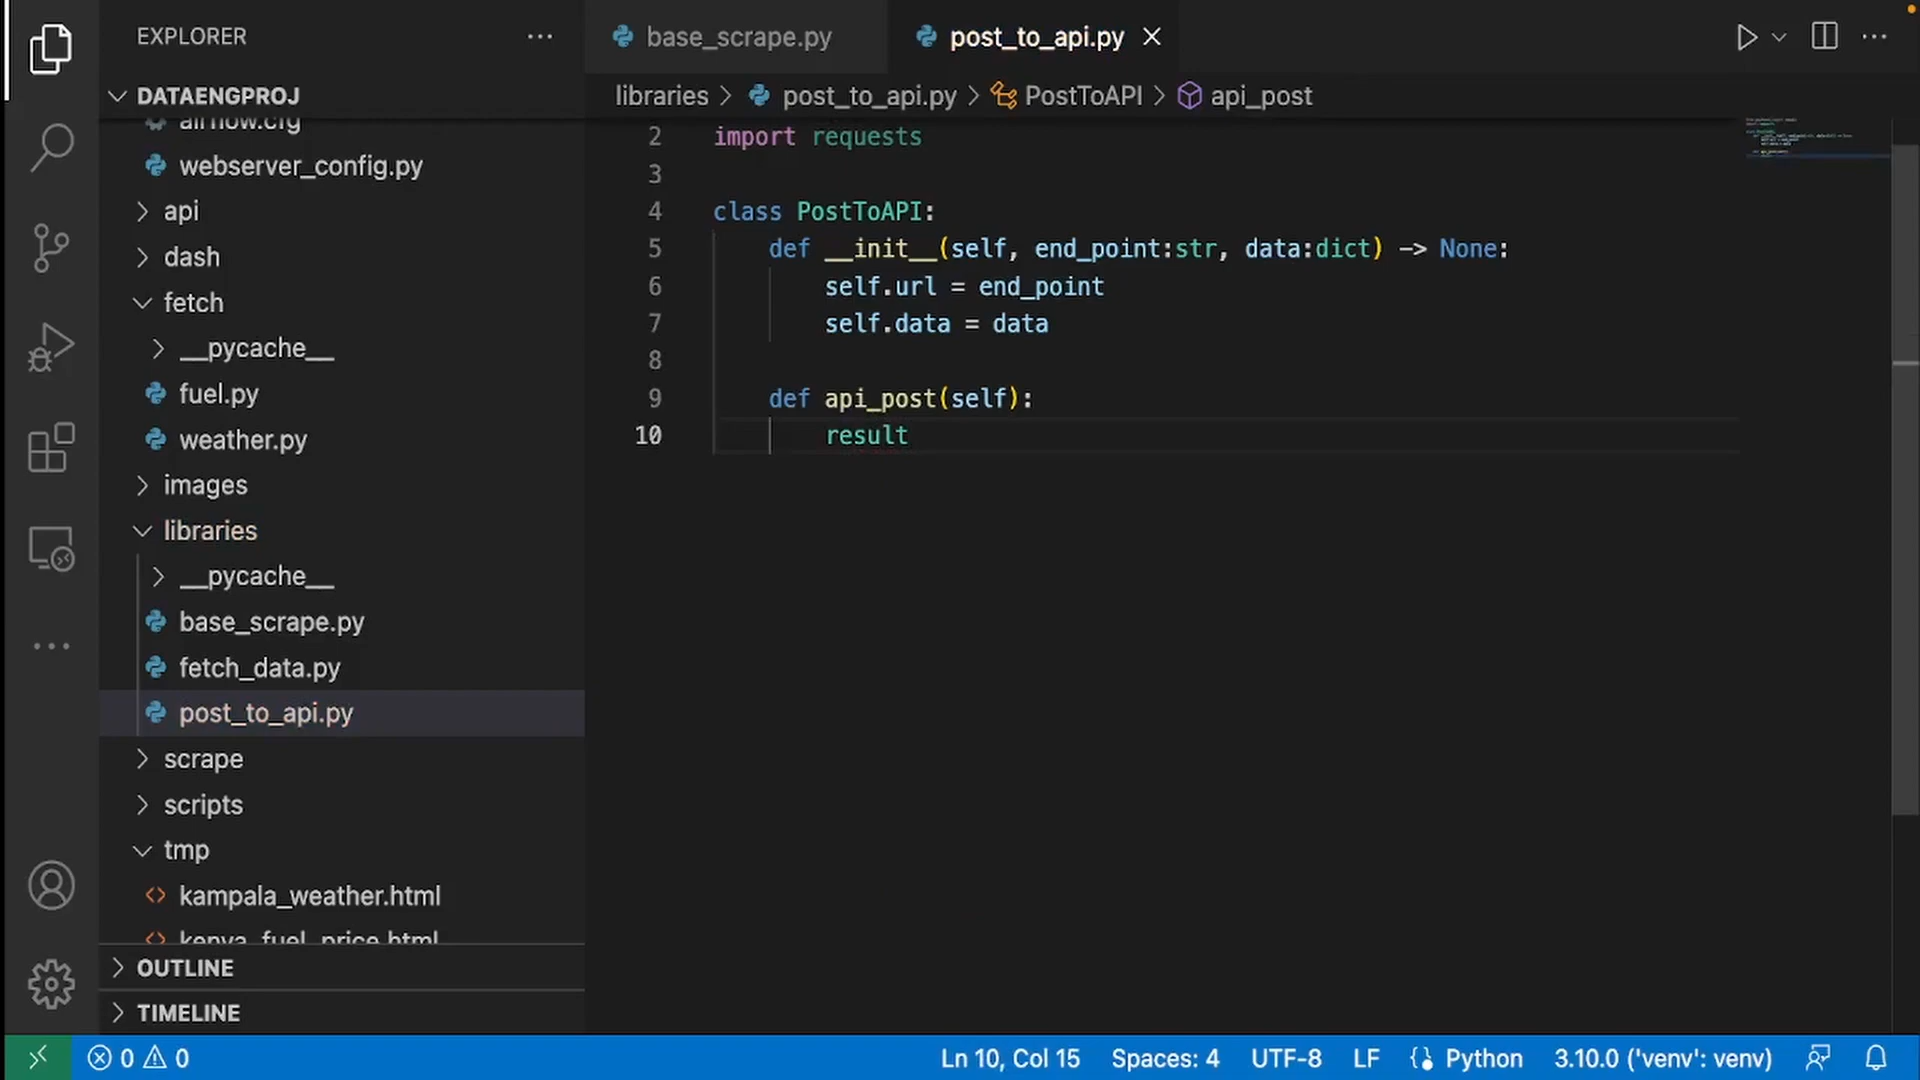 EXPLORER
DATAENGPROJ
airflow.cfg
webserver_config.py
api
dash
fetch
__pycache__
fuel.py
weather.py
images
libraries
__pycache__
base_scrape.py
fetch_data.py
post_to_api.py
scrape
scripts
tmp
kampala_weather.html
kenya_fuel_price.html
OUTLINE
TIMELINE
base_scrape.py
post_to_api.py
libraries > post_to_api.py > PostToAPI > api_post
2 import requests
3
4 class PostToAPI:
5 def __init__(self, end_point:str, data:dict) -> None:
6 self.url = end_point
7 self.data = data
8
9 def api_post(self):
10 result
0 0
Ln 10, Col 15 Spaces: 4 UTF-8 LF Python 3.10.0 ('venv': venv)